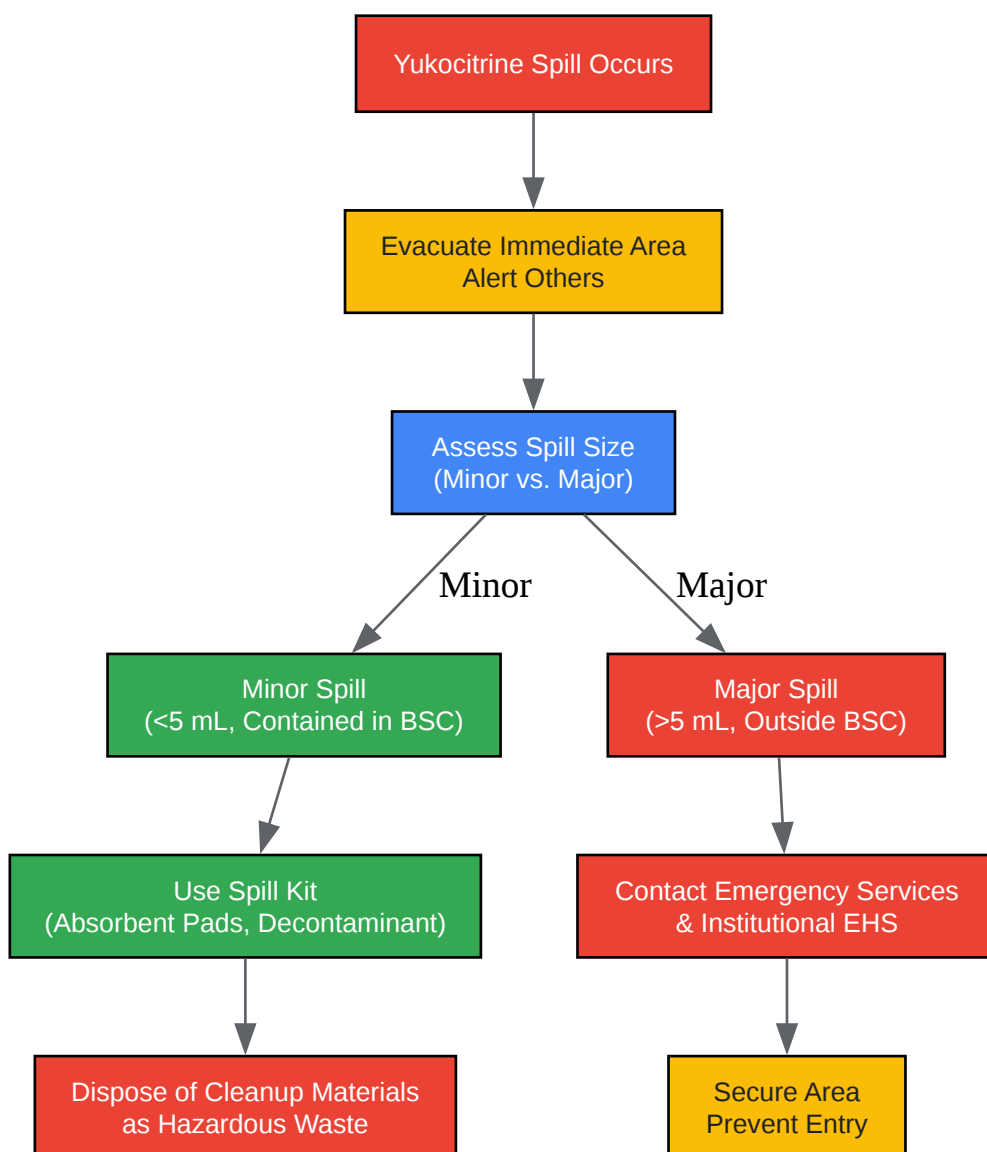 Yukocitrine Spill Occurs
Evacuate Immediate Area
Alert Others
Assess Spill Size
(Minor vs. Major)
Minor
Major
Minor Spill
(<5 mL, Contained in BSC)
Major Spill
(>5 mL, Outside BSC)
Use Spill Kit
(Absorbent Pads, Decontaminant)
Contact Emergency Services
& Institutional EHS
Dispose of Cleanup Materials
as Hazardous Waste
Secure Area
Prevent Entry